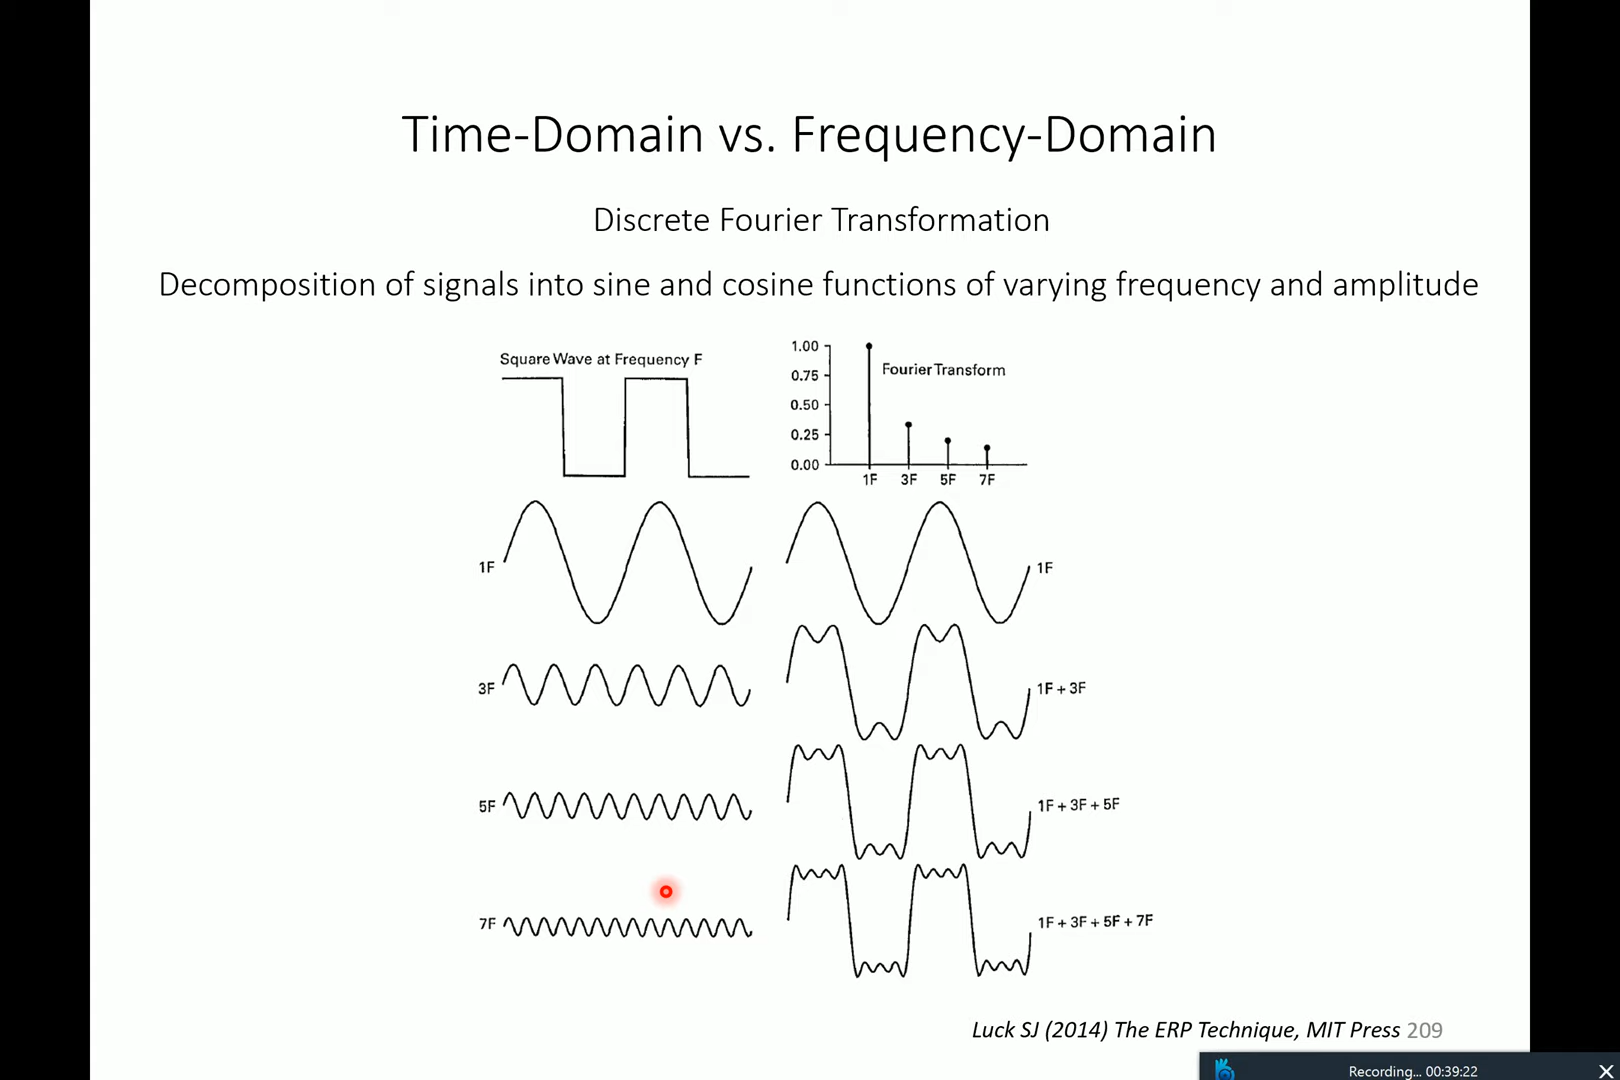 Time-Domain vs. Frequency-Domain
Discrete Fourier Transformation
Decomposition of signals into sine and cosine functions of varying frequency and amplitude
Square Wave at Frequency F
Fourier Transform
1.00
0.75
0.50
0.25
0.00
1F 3F 5F 7F
1F
1F
3F
1F + 3F
5F
1F + 3F + 5F
7F
1F + 3F + 5F + 7F
Luck SJ (2014) The ERP Technique, MIT Press 209
Recording... 00:39:22